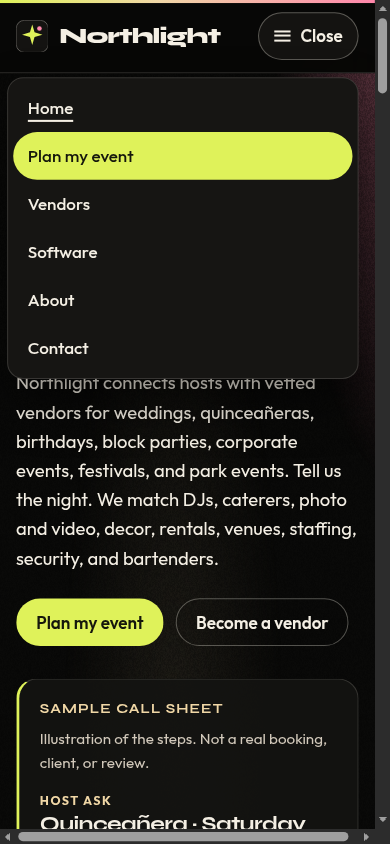 Northlight
Close
Home
Plan my event
Vendors
Software
About
Contact
Northlight connects hosts with vetted
vendors for weddings, quinceañeras,
birthdays, block parties, corporate
events, festivals, and park events. Tell us
the night. We match DJs, caterers, photo
and video, decor, rentals, venues, staffing,
security, and bartenders.
Plan my event
Become a vendor
SAMPLE CALL SHEET
Illustration of the steps. Not a real booking,
client, or review.
HOST ASK
Quinceañera · Saturday